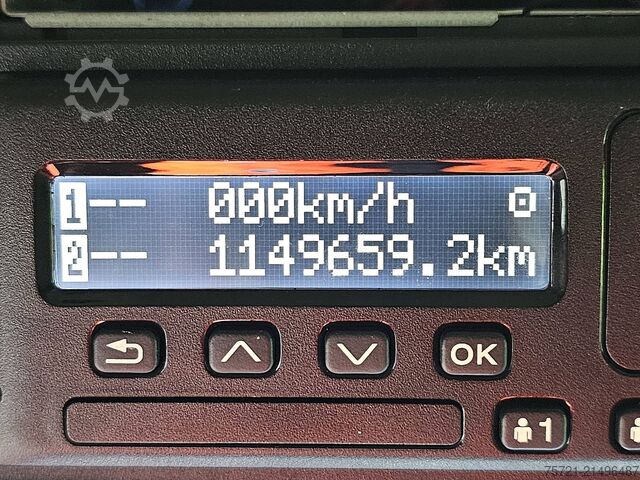 1-- 000km/h
2-- 1149659.2km
OK
1
75721-21496487